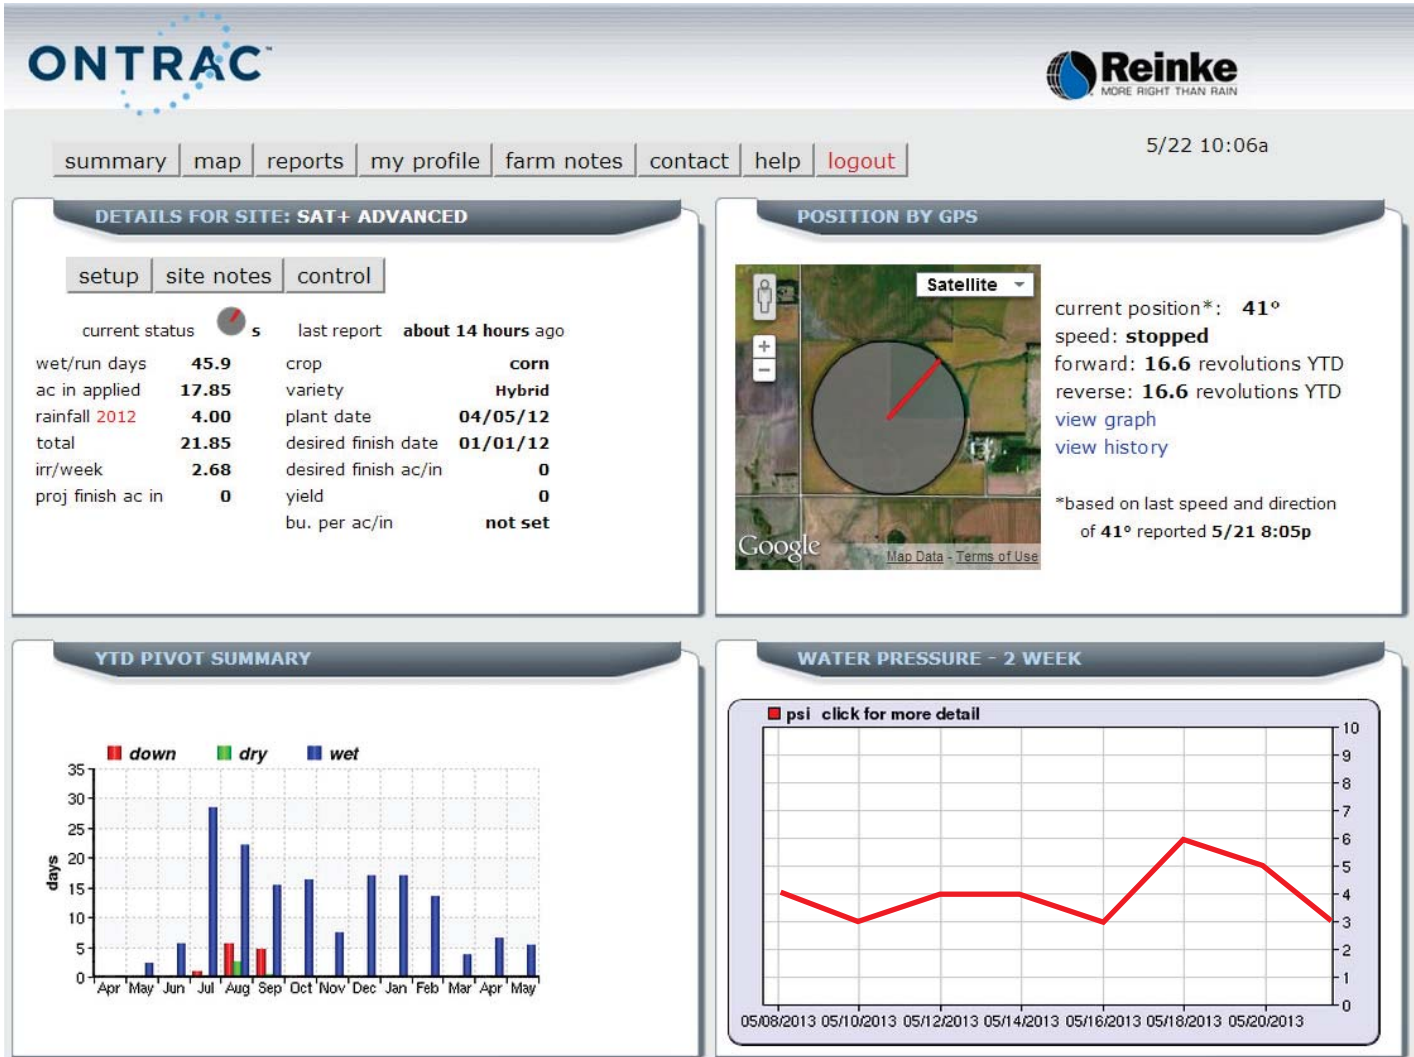 ONTRAC™
Reinke
MORE RIGHT THAN RAIN
5/22 10:06a
summary map reports my profile farm notes contact help logout
DETAILS FOR SITE: SAT+ ADVANCED
setup site notes control
current status s last report about 14 hours ago
wet/run days 45.9 crop corn
ac in applied 17.85 variety Hybrid
rainfall 2012 4.00 plant date 04/05/12
total 21.85 desired finish date 01/01/12
irr/week 2.68 desired finish ac/in 0
proj finish ac in 0 yield 0
bu. per ac/in not set
POSITION BY GPS
Satellite
+
−
Google
Map Data - Terms of Use
current position*: 41°
speed: stopped
forward: 16.6 revolutions YTD
reverse: 16.6 revolutions YTD
view graph
view history
*based on last speed and direction
of 41° reported 5/21 8:05p
YTD PIVOT SUMMARY
down dry wet
35
30
25
20
15
10
5
0
days
Apr May Jun Jul Aug Sep Oct Nov Dec Jan Feb Mar Apr May
WATER PRESSURE - 2 WEEK
psi click for more detail
10
9
8
7
6
5
4
3
2
1
0
05/08/2013 05/10/2013 05/12/2013 05/14/2013 05/16/2013 05/18/2013 05/20/2013